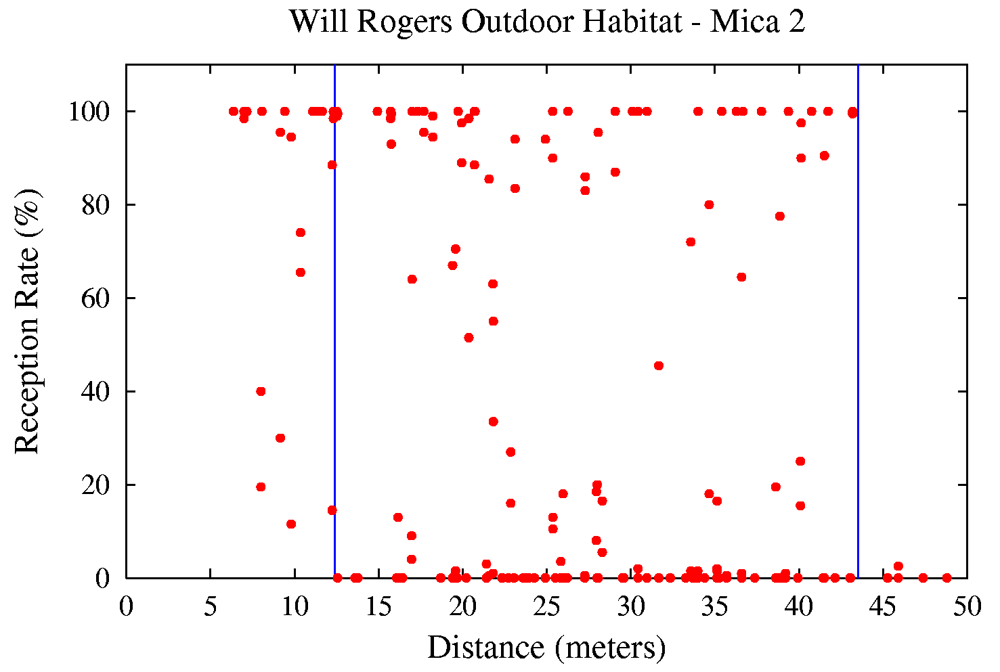 Will Rogers Outdoor Habitat - Mica 2
100
80
60
40
20
0
Reception Rate (%)
0 5 10 15 20 25 30 35 40 45 50
Distance (meters)